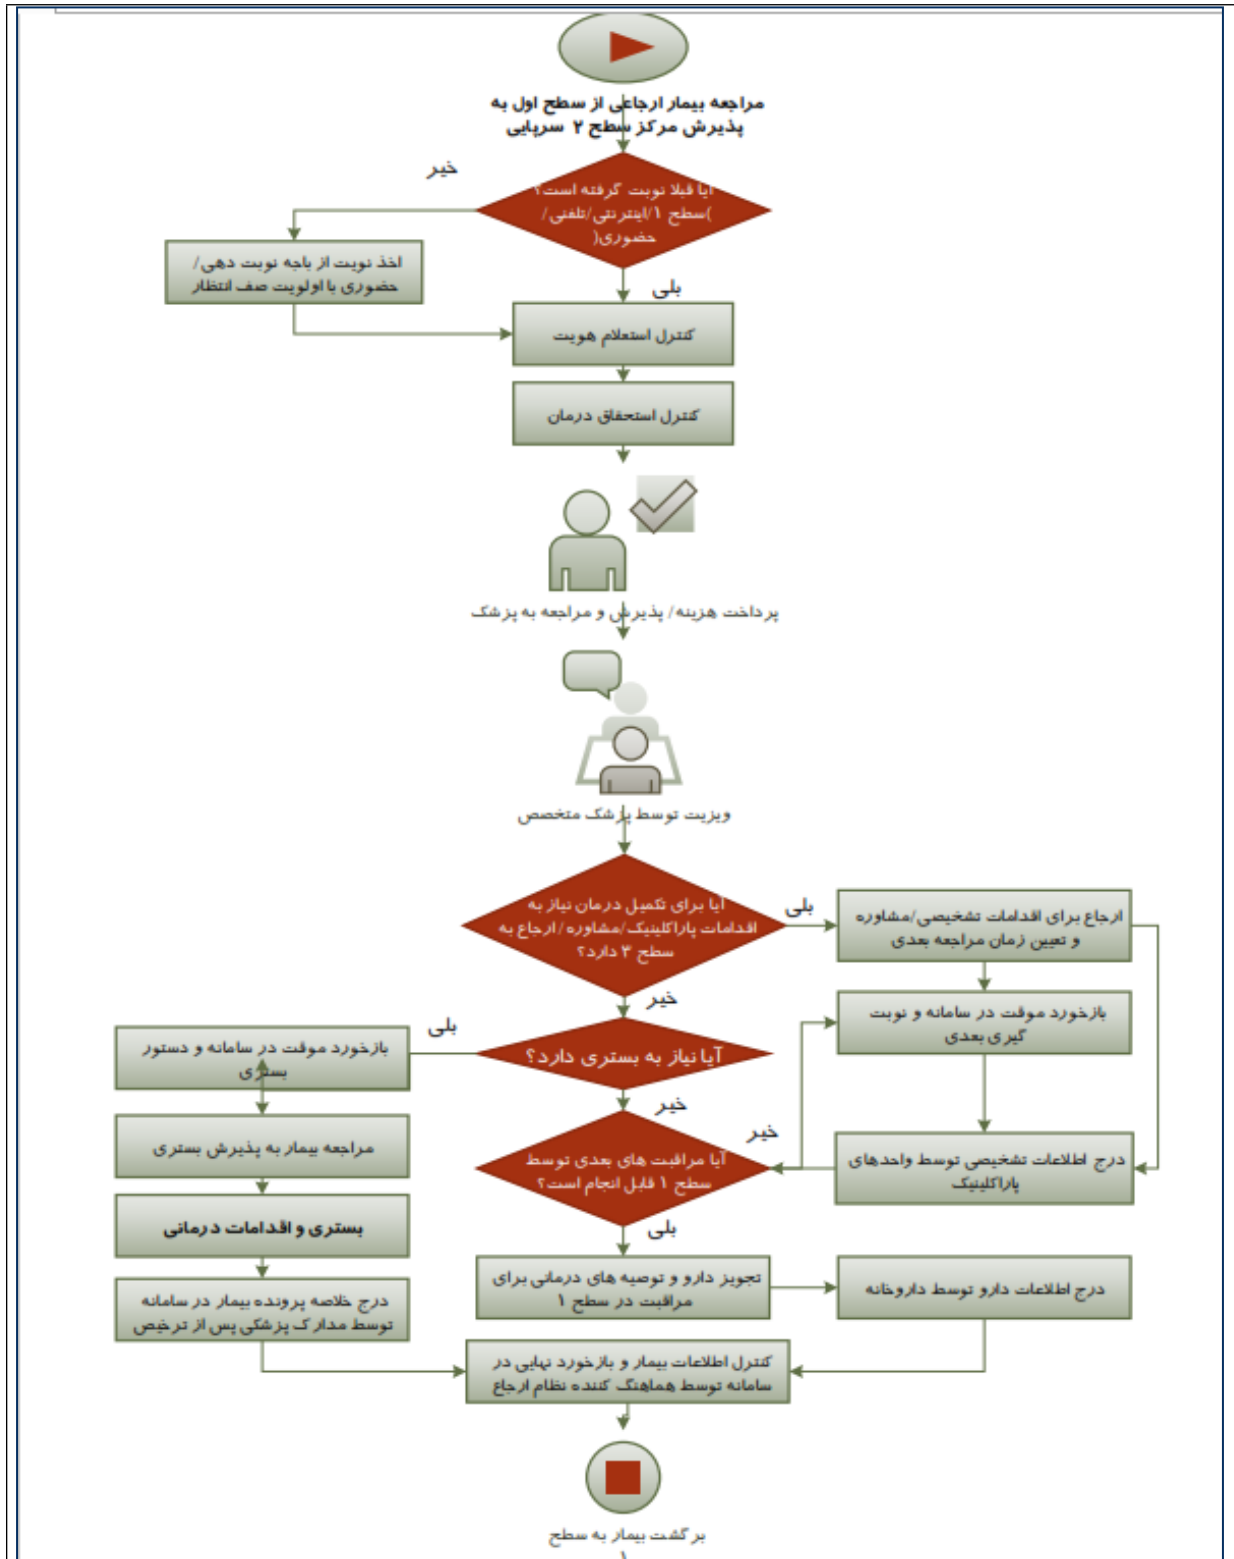 مراجعه بیمار ارجاعی از سطح اول به
پذیرش مرکز سطح ۲ سرپایی
آیا قبلا نوبت گرفته است؟
)سطح ۱/اینترنتی/تلفنی/
حضوری(
خیر
اخذ نوبت از باجه نوبت دهی/
حضوری با اولویت صف انتظار
بلی
کنترل استعلام هویت
کنترل استحقاق درمان
پرداخت هزینه/ پذیرش و مراجعه به پزشک
ویزیت توسط پزشک متخصص
آیا برای تکمیل درمان نیاز به
اقدامات پاراکلینیک/مشاوره/ارجاع به
سطح ۳ دارد؟
بلی
ارجاع برای اقدامات تشخیصی/مشاوره
و تعیین زمان مراجعه بعدی
خیر
بازخورد موقت در سامانه و نوبت
گیری بعدی
آیا نیاز به بستری دارد؟
بلی
بازخورد موقت در سامانه و دستور
بستری
خیر
مراجعه بیمار به پذیرش بستری
آیا مراقبت های بعدی توسط
سطح ۱ قابل انجام است؟
خیر
درج اطلاعات تشخیصی توسط واحدهای
پاراکلینیک
بستری و اقدامات درمانی
بلی
تجویز دارو و توصیه های درمانی برای
مراقبت در سطح ۱
درج اطلاعات دارو توسط داروخانه
درج خلاصه پرونده بیمار در سامانه
توسط مدارک پزشکی پس از ترخیص
کنترل اطلاعات بیمار و بازخورد نهایی در
سامانه توسط هماهنگ کننده نظام ارجاع
برگشت بیمار به سطح
۱